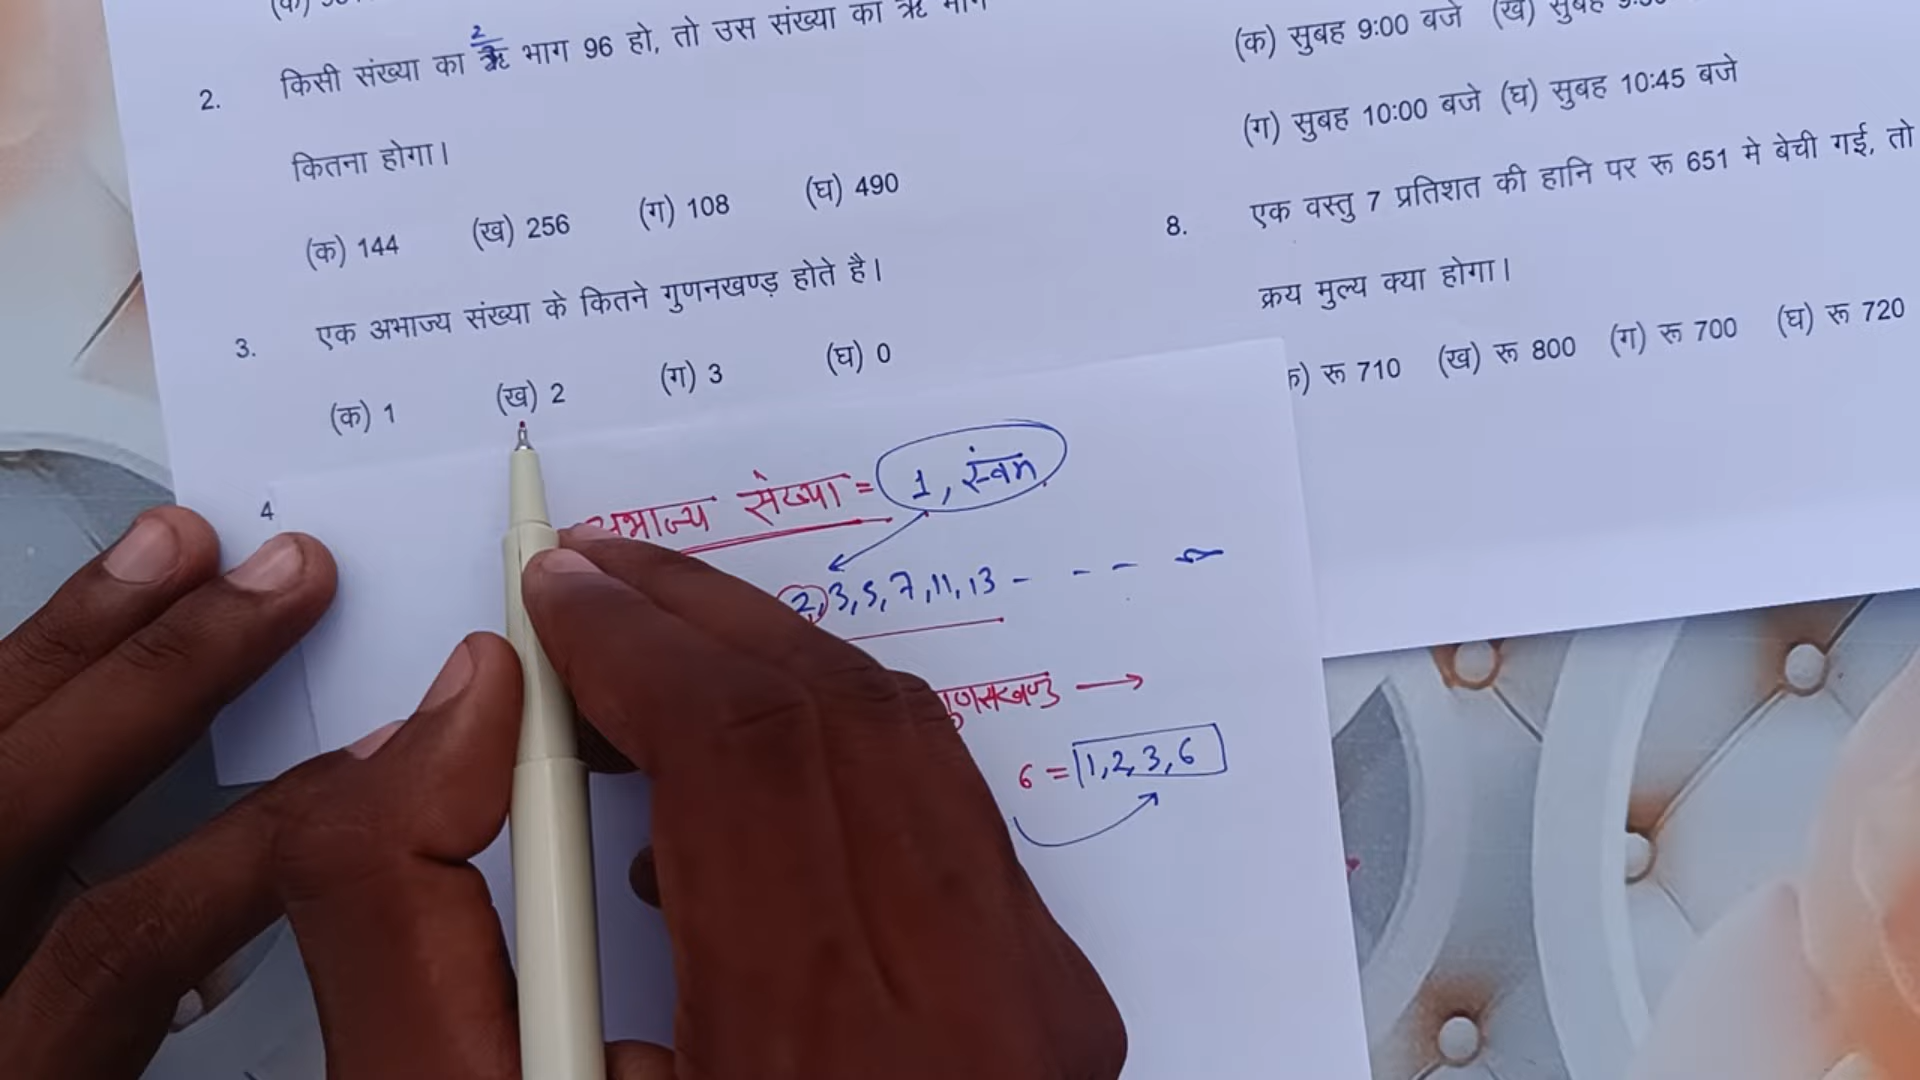 2. किसी संख्या का 2 भाग 96 हो, तो उस संख्या का
कितना होगा।
(क) 144 (ख) 256 (ग) 108 (घ) 490
3. एक अभाज्य संख्या के कितने गुणनखण्ड़ होते है।
(क) 1 (ख) 2 (ग) 3 (घ) 0
4
संख्या = 1, स्वंम
2, 3, 5, 7, 11, 13 - - - -
गुणनखण्ड →
6 = 1, 2, 3, 6
(क) सुबह 9:00 बजे (ख) सुबह
(ग) सुबह 10:00 बजे (घ) सुबह 10:45 बजे
8. एक वस्तु 7 प्रतिशत की हानि पर रू 651 मे बेची गई, तो
क्रय मुल्य क्या होगा।
रू 710 (ख) रू 800 (ग) रू 700 (घ) रू 720